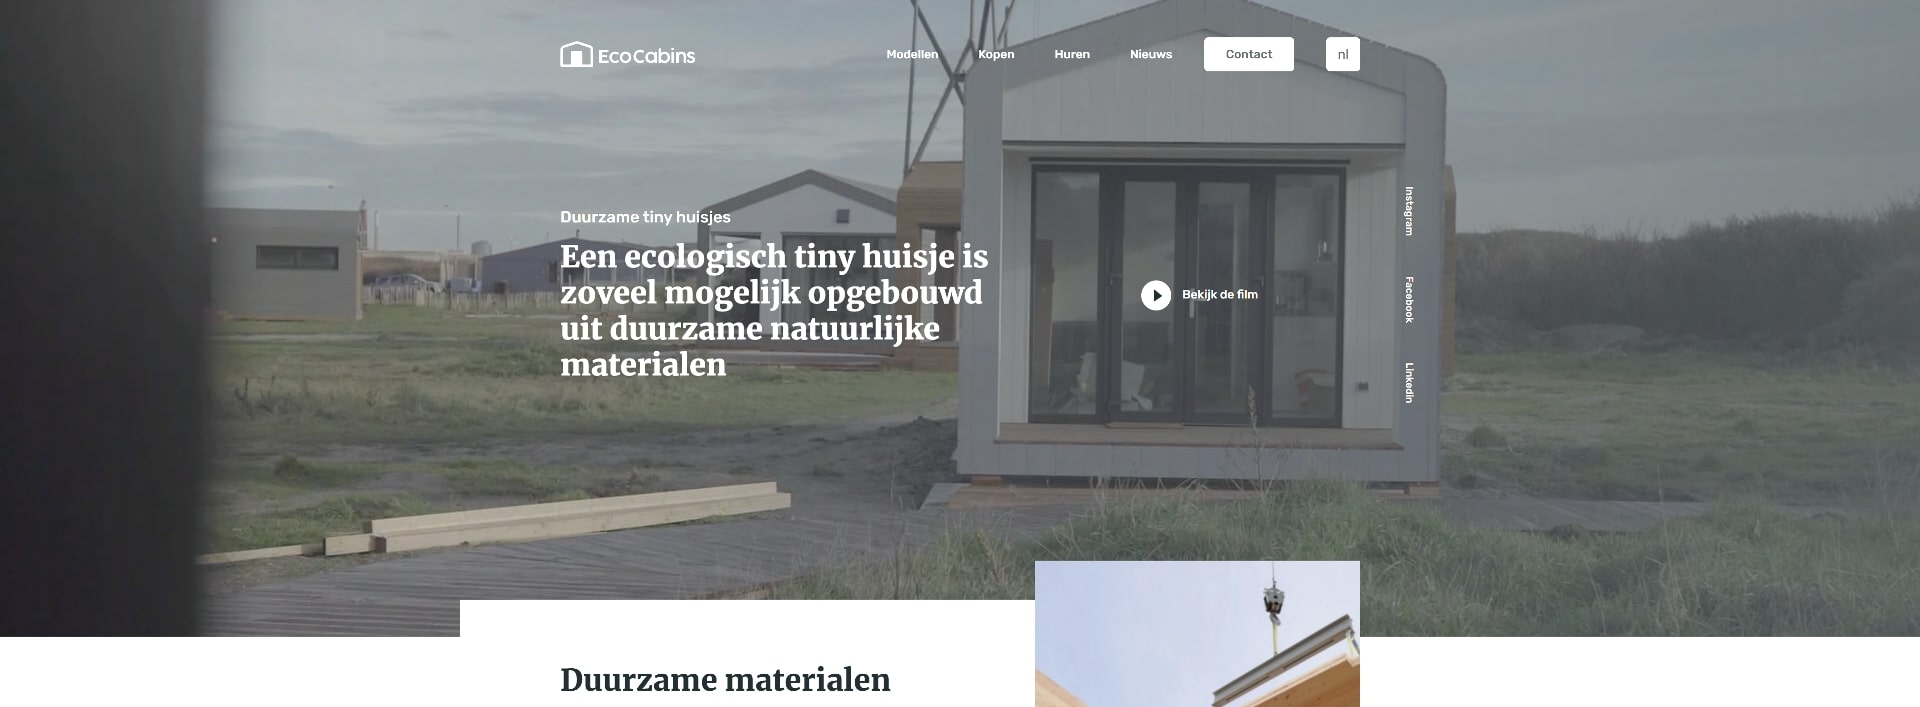 EcoCabins
Modellen
Kopen
Huren
Nieuws
Contact
nl
Duurzame tiny huisjes
Een ecologisch tiny huisje is
zoveel mogelijk opgebouwd
uit duurzame natuurlijke
materialen
Bekijk de film
Instagram
Facebook
Linkedin
Duurzame materialen